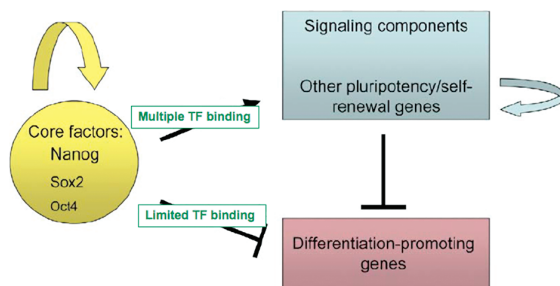 Signaling components
Other pluripotency/self-
renewal genes
Multiple TF binding
Core factors:
Nanog
Sox2
Oct4
Limited TF binding
Differentiation-promoting
genes